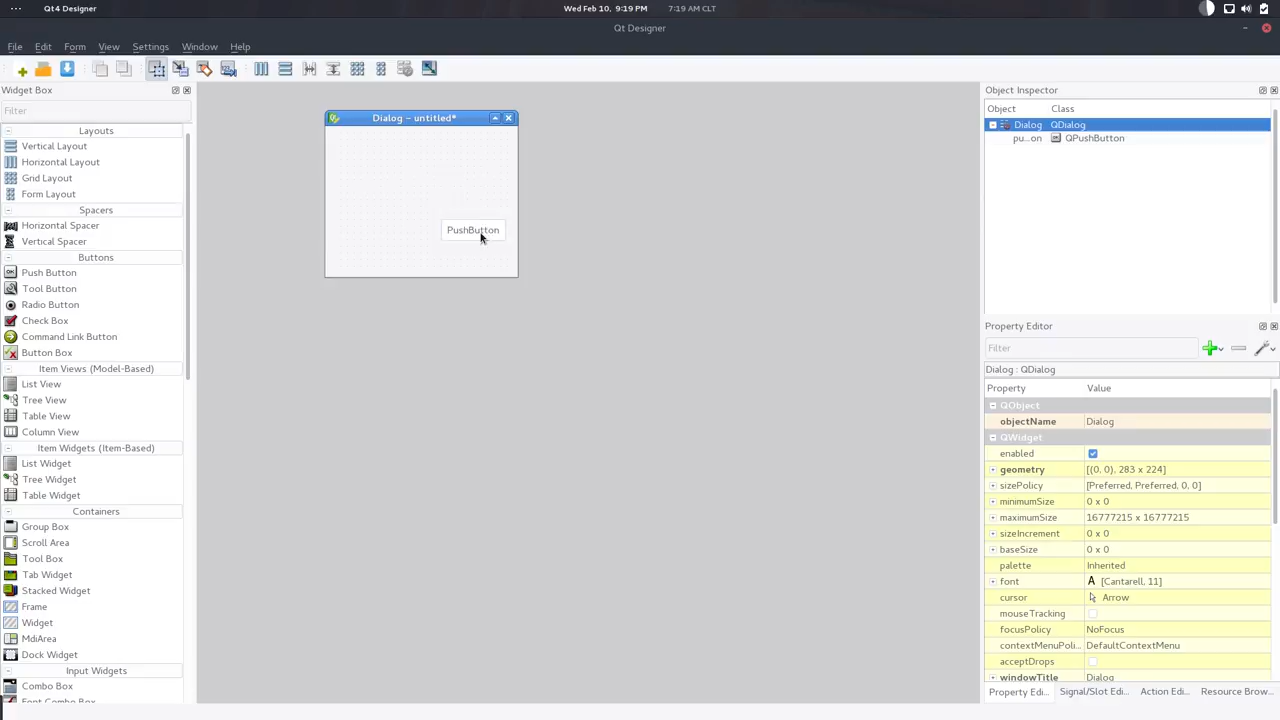 Qt4 Designer
Wed Feb 10, 9:19 PM
7:19 AM CLT
Qt Designer
File Edit Form View Settings Window Help
Widget Box
Filter
Layouts
Vertical Layout
Horizontal Layout
Grid Layout
Form Layout
Spacers
Horizontal Spacer
Vertical Spacer
Buttons
Push Button
Tool Button
Radio Button
Check Box
Command Link Button
Button Box
Item Views (Model-Based)
List View
Tree View
Table View
Column View
Item Widgets (Item-Based)
List Widget
Tree Widget
Table Widget
Containers
Group Box
Scroll Area
Tool Box
Tab Widget
Stacked Widget
Frame
Widget
MdiArea
Dock Widget
Input Widgets
Combo Box
Font Combo Box
Dialog – untitled*
PushButton
Object Inspector
Object Class
Dialog QDialog
pu...on QPushButton
Property Editor
Filter
Dialog : QDialog
Property Value
QObject
objectName Dialog
QWidget
enabled
geometry [(0, 0), 283 x 224]
sizePolicy [Preferred, Preferred, 0, 0]
minimumSize 0 x 0
maximumSize 16777215 x 16777215
sizeIncrement 0 x 0
baseSize 0 x 0
palette Inherited
font A [Cantarell, 11]
cursor Arrow
mouseTracking
focusPolicy NoFocus
contextMenuPoli... DefaultContextMenu
acceptDrops
windowTitle Dialog
Property Edi... Signal/Slot Edi... Action Edi... Resource Brow...